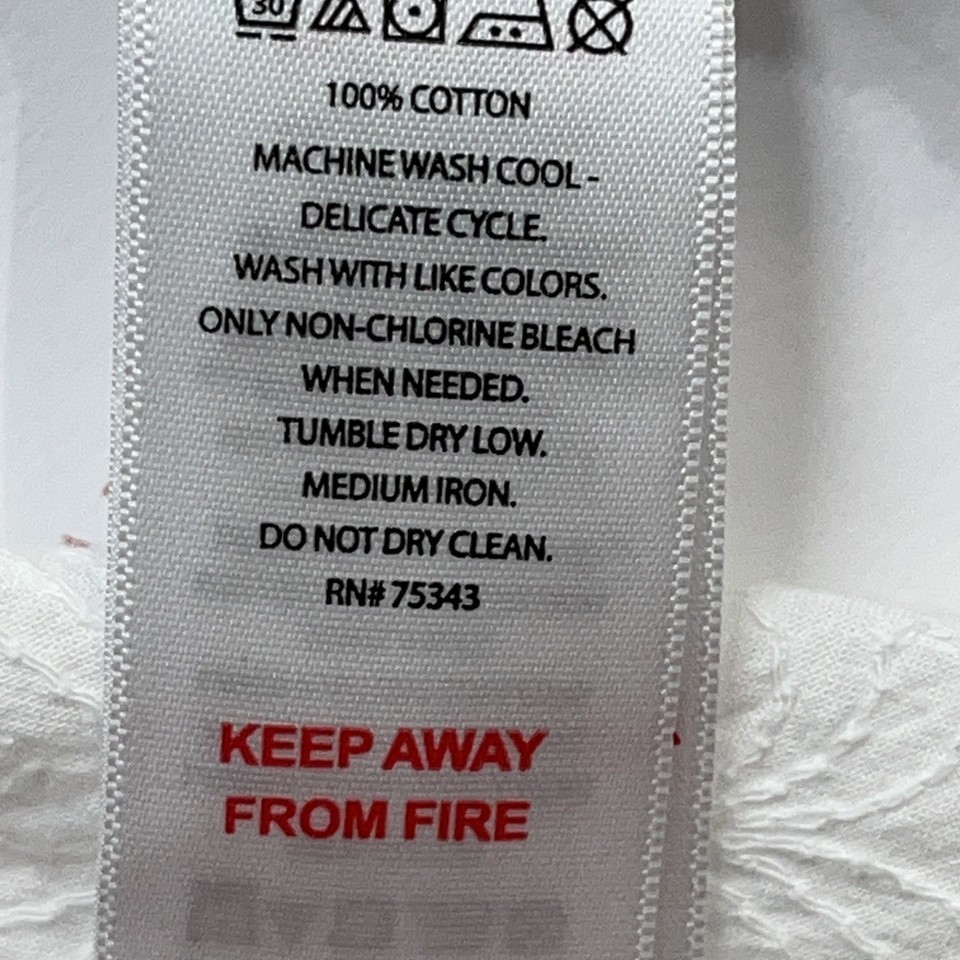 30
100% COTTON
MACHINE WASH COOL -
DELICATE CYCLE.
WASH WITH LIKE COLORS.
ONLY NON-CHLORINE BLEACH
WHEN NEEDED.
TUMBLE DRY LOW.
MEDIUM IRON.
DO NOT DRY CLEAN.
RN# 75343
KEEP AWAY
FROM FIRE